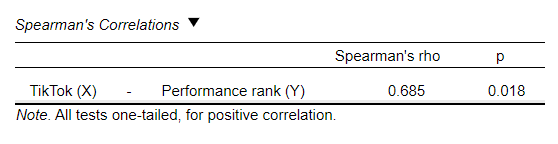 Spearman's Correlations ▼
Spearman's rho p
TikTok (X) - Performance rank (Y) 0.685 0.018
Note. All tests one-tailed, for positive correlation.